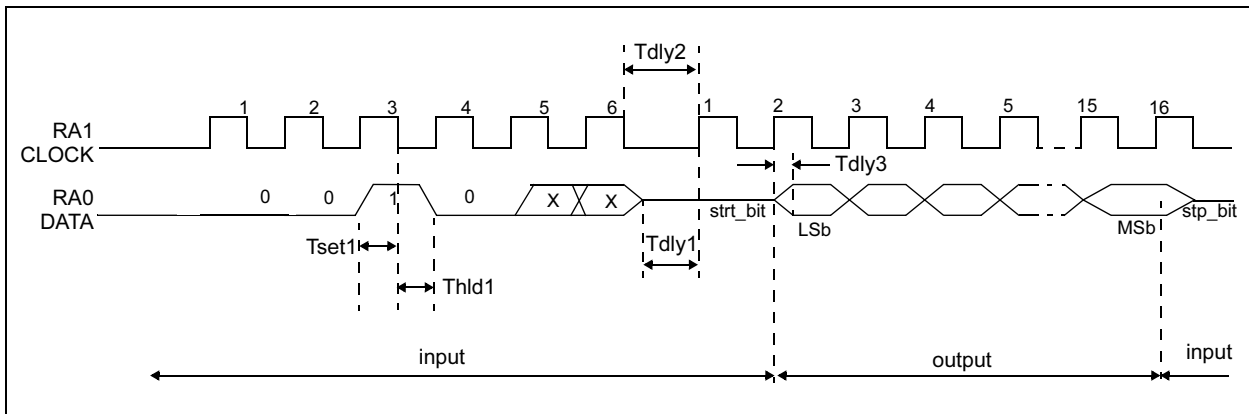 Tdly2
1 2 3 4 5 6 1 2 3 4 5 15 16
RA1
CLOCK
Tdly3
RA0
DATA
0 0 1 0 X X strt_bit LSb MSb stp_bit
Tset1
Tdly1
Thld1
input output input